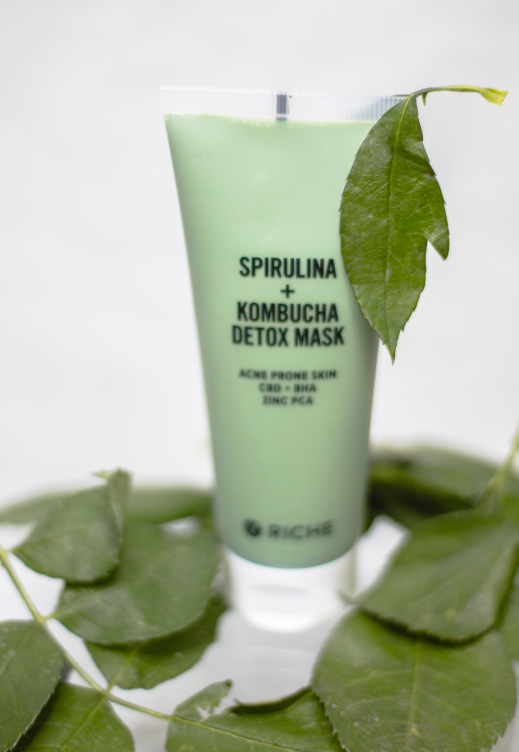 SPIRULINA
+
KOMBUCHA
DETOX MASK
ACNE PRONE SKIN
CBD + BHA
ZINC PCA
RICHE